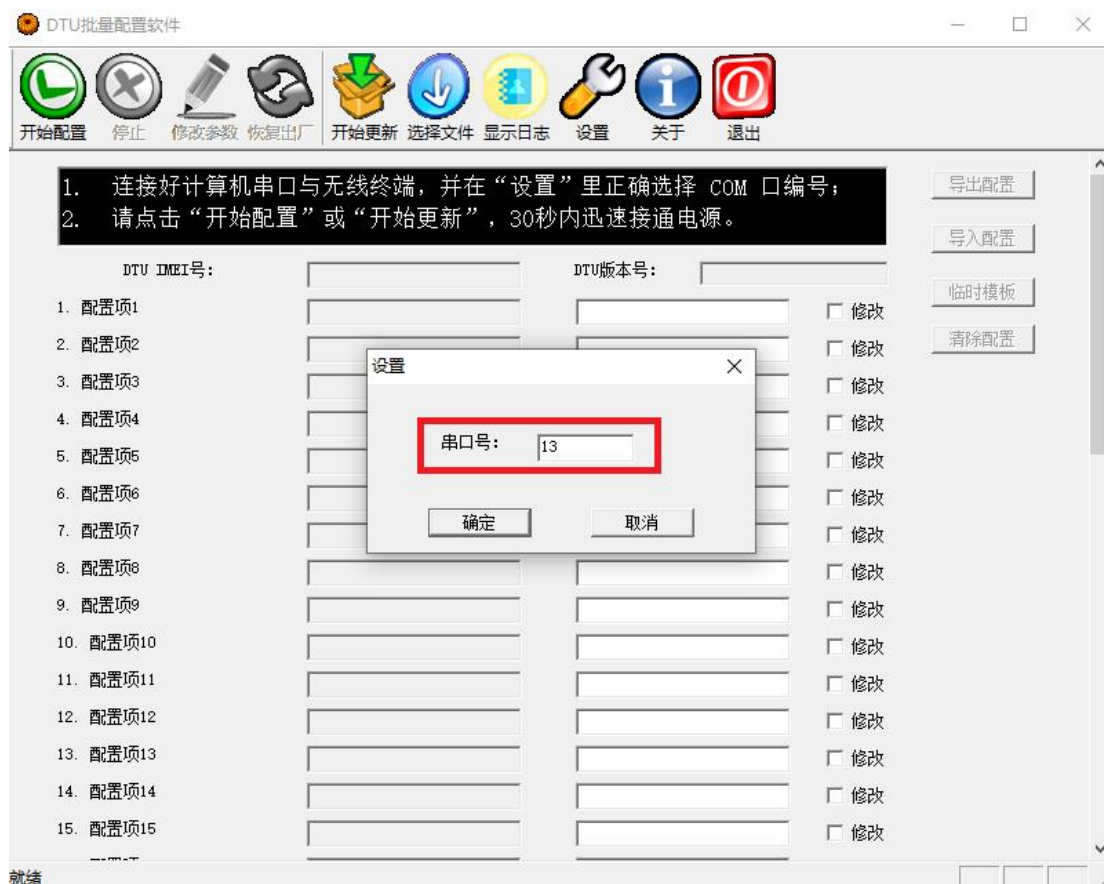 DTU批量配置软件
开始配置 停止 修改参数 恢复出厂 开始更新 选择文件 显示日志 设置 关于 退出
1. 连接好计算机串口与无线终端，并在“设置”里正确选择 COM 口编号；
2. 请点击“开始配置”或“开始更新”，30秒内迅速接通电源。
导出配置
导入配置
临时模板
清除配置
DTU IMEI号： DTU版本号：
1. 配置项1 修改
2. 配置项2 修改
3. 配置项3 修改
4. 配置项4 修改
5. 配置项5 修改
6. 配置项6 修改
7. 配置项7 修改
8. 配置项8 修改
9. 配置项9 修改
10. 配置项10 修改
11. 配置项11 修改
12. 配置项12 修改
13. 配置项13 修改
14. 配置项14 修改
15. 配置项15 修改
设置
串口号： 13
确定 取消
就绪